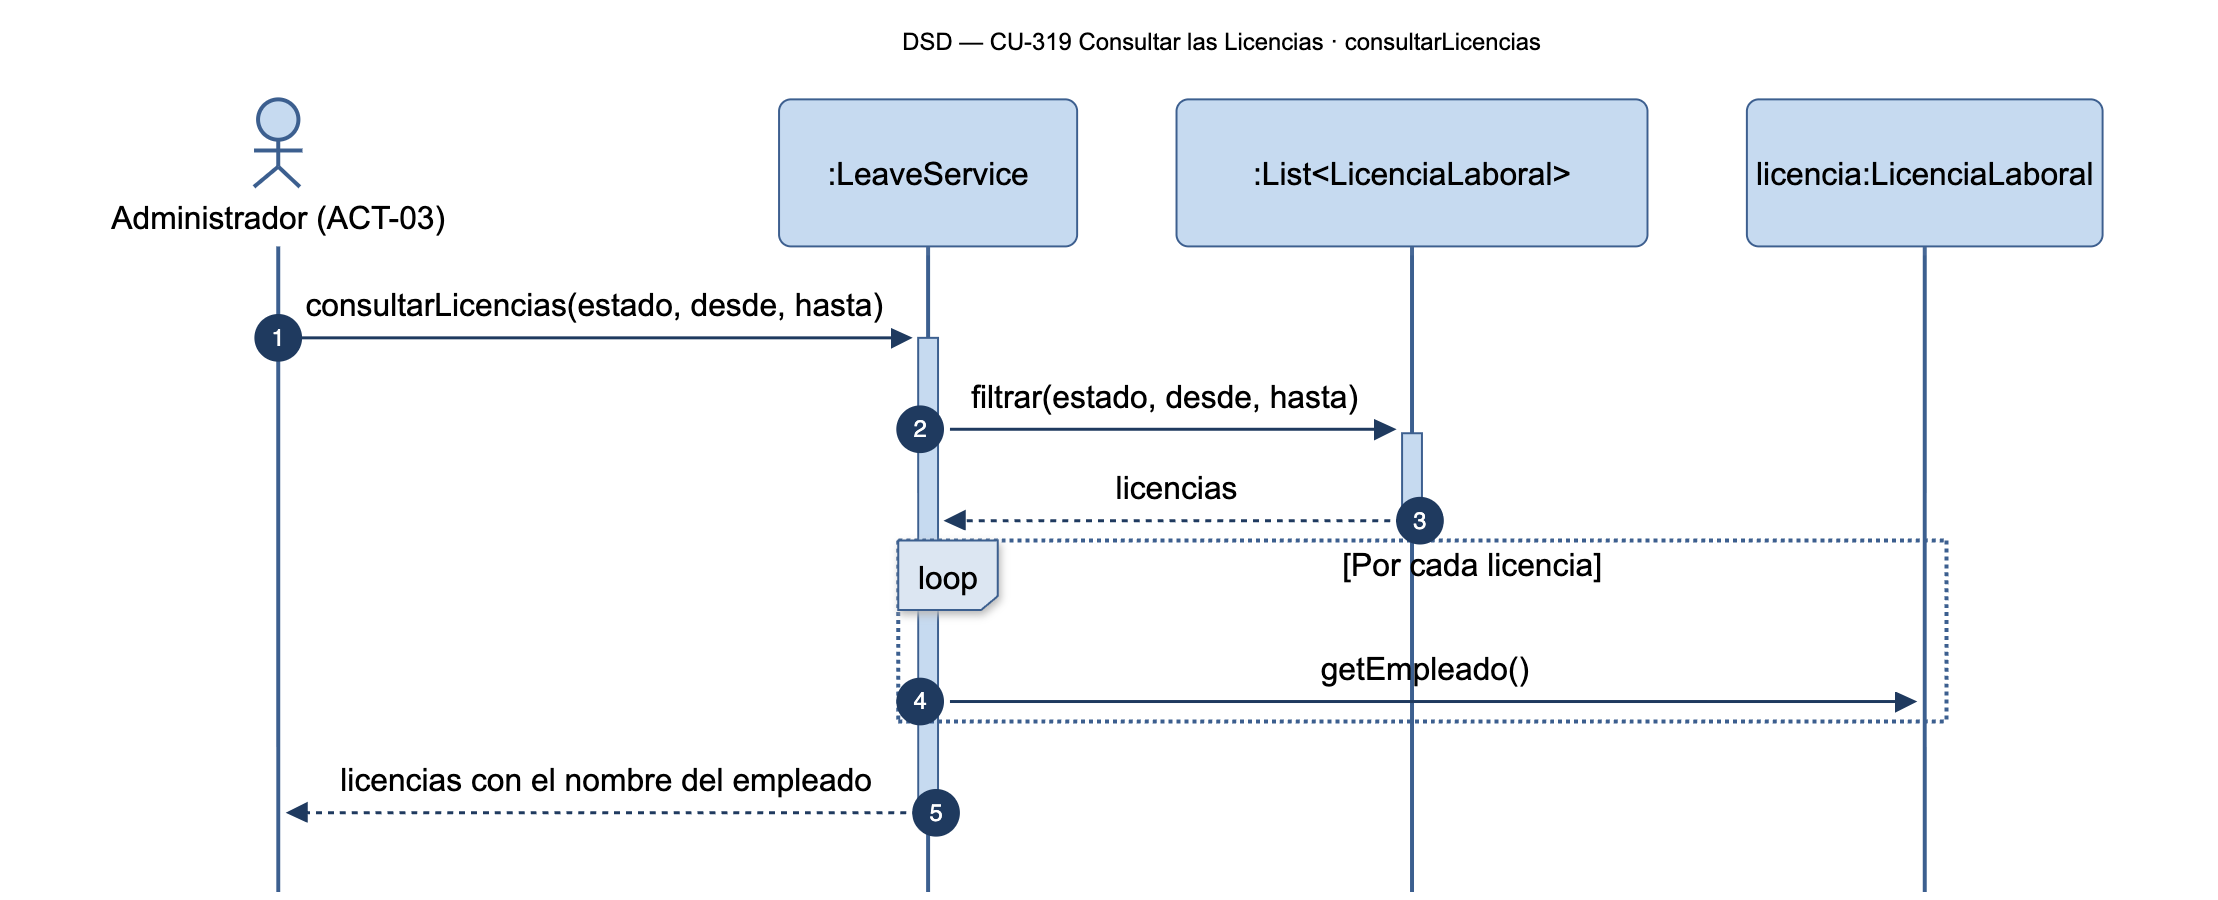 DSD — CU-319 Consultar las Licencias · consultarLicencias
Administrador (ACT-03)
:LeaveService
:List<LicenciaLaboral>
licencia:LicenciaLaboral
consultarLicencias(estado, desde, hasta)
1
filtrar(estado, desde, hasta)
2
licencias
3
loop
[Por cada licencia]
getEmpleado()
4
licencias con el nombre del empleado
5